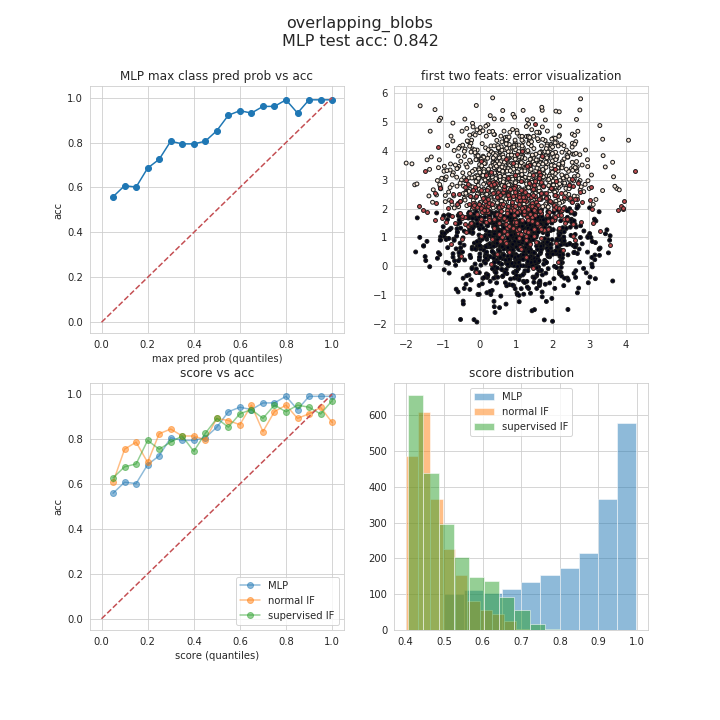 overlapping_blobs
MLP test acc: 0.842
MLP max class pred prob vs acc
1.0
0.8
0.6
0.4
0.2
0.0
acc
0.0 0.2 0.4 0.6 0.8 1.0
max pred prob (quantiles)
first two feats: error visualization
6
5
4
3
2
1
0
−1
−2
−2 −1 0 1 2 3 4
score vs acc
1.0
0.8
0.6
0.4
0.2
0.0
acc
MLP
normal IF
supervised IF
0.0 0.2 0.4 0.6 0.8 1.0
score (quantiles)
score distribution
MLP
normal IF
supervised IF
600
500
400
300
200
100
0
0.4 0.5 0.6 0.7 0.8 0.9 1.0